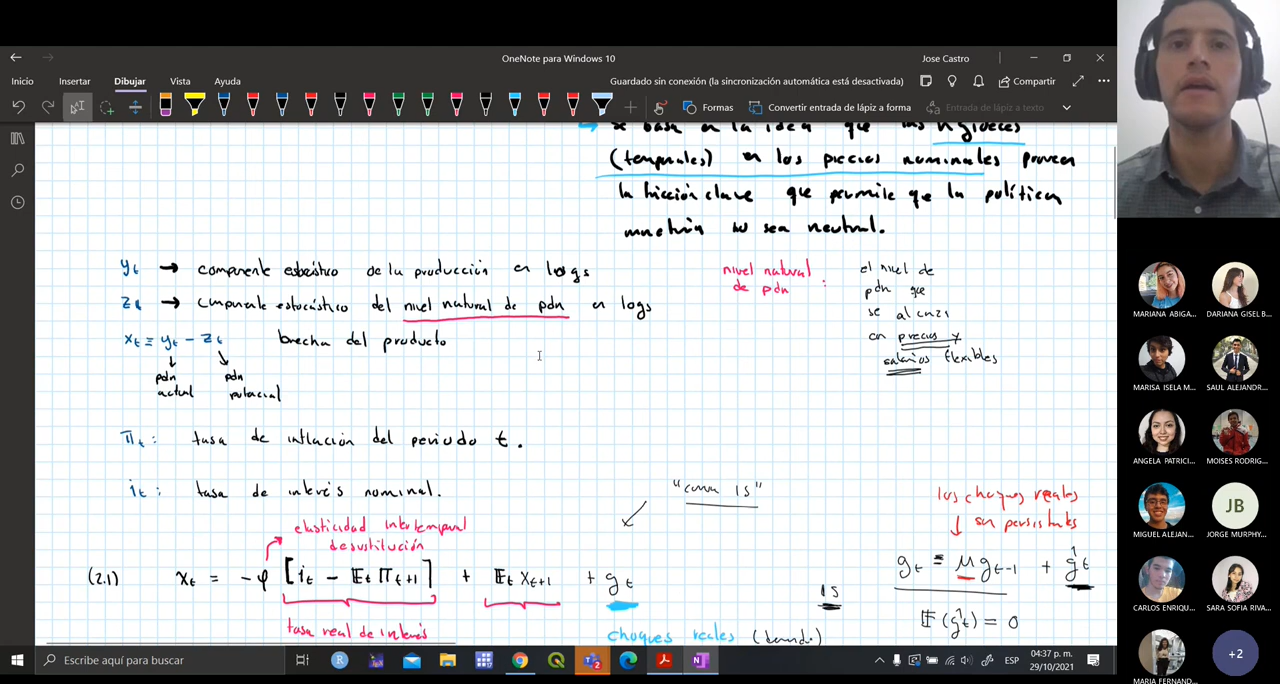 OneNote para Windows 10
Jose Castro
Inicio Insertar Dibujar Vista Ayuda
Guardado sin conexión (la sincronización automática está desactivada)
Compartir
Formas
Convertir entrada de lápiz a forma
Entrada de lápiz a texto
se basa en la idea que las rigideces
(temporales) en los precios nominales proveen
la fricción clave que permite que la política
monetaria no sea neutral.
yt → componente estocástico de la producción en logs
zt → componente estocástico del nivel natural de pdn en logs
xt ≡ yt - zt brecha del producto
pdn actual
pdn potencial
nivel natural de pdn :
el nivel de
pdn que
se alcanza
con precios y
salarios flexibles
πt: tasa de inflación del periodo t.
it: tasa de interés nominal.
"curva IS"
elasticidad intertemporal
de sustitución
(2.1) xt = -φ [it - 𝔼t πt+1] + 𝔼t xt+1 + gt
tasa real de interés
choques reales (demanda)
IS
los choques reales
son persistentes
gt = μ gt-1 + ĝt
𝔼(ĝt) = 0
MARIANA ABIGA...
DARIANA GISEL B...
MARISA ISELA M...
SAUL ALEJANDR...
ANGELA PATRICI...
MOISES RODRIG...
MIGUEL ALEJAN...
JB
JORGE MURPHY...
CARLOS ENRIQU...
SARA SOFIA RIVA...
MARIA FERNAND...
+2
Escribe aquí para buscar
ESP
04:37 p. m.
29/10/2021